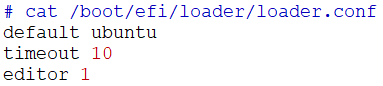 # cat /boot/efi/loader/loader.conf
default ubuntu
timeout 10
editor 1